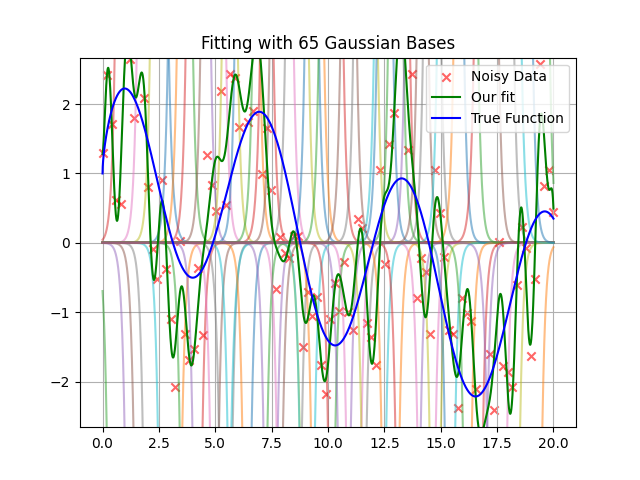 Fitting with 65 Gaussian Bases
Noisy Data
Our fit
True Function
2
1
0
−1
−2
0.0 2.5 5.0 7.5 10.0 12.5 15.0 17.5 20.0